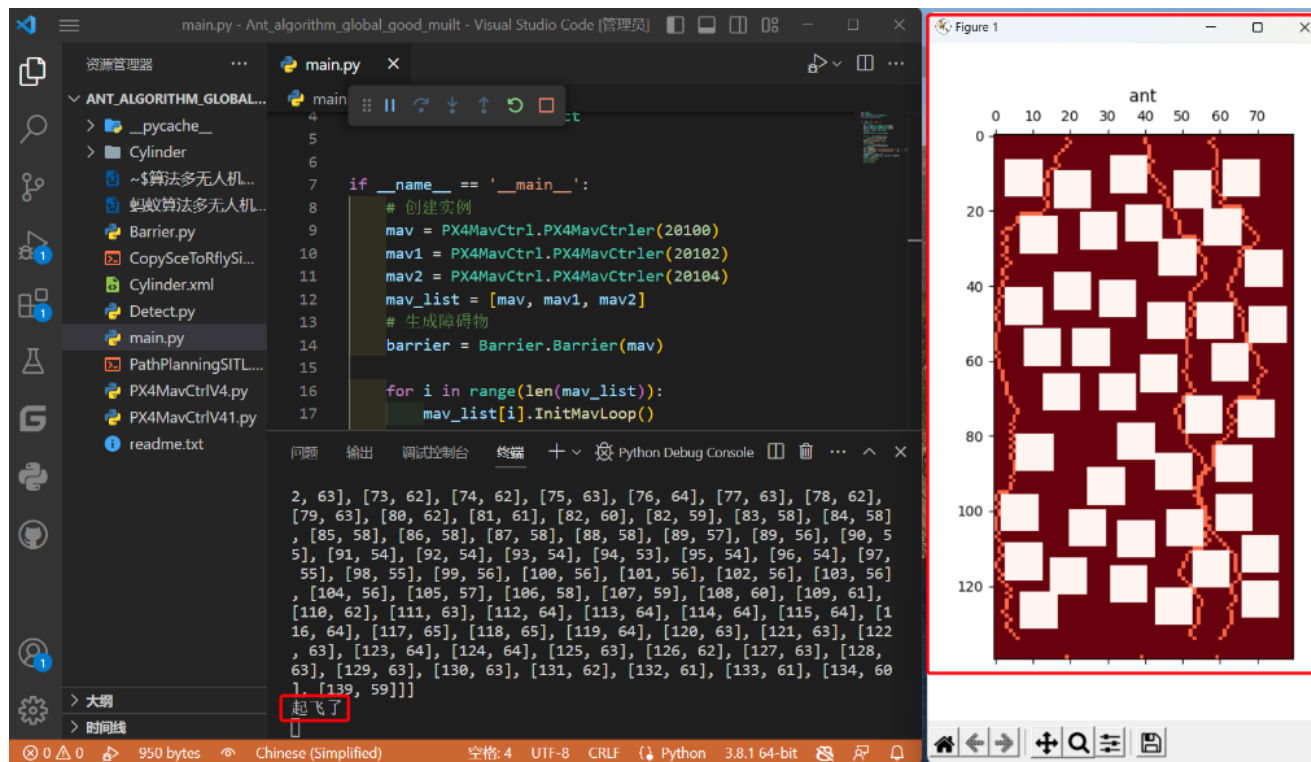 main.py - Ant_algorithm_global_good_muilt - Visual Studio Code [管理员]
资源管理器
ANT_ALGORITHM_GLOBAL...
__pycache__
Cylinder
~$算法多无人机...
蚂蚁算法多无人机...
Barrier.py
CopySceToRflySi...
Cylinder.xml
Detect.py
main.py
PathPlanningSITL....
PX4MavCtrlV4.py
PX4MavCtrlV41.py
readme.txt
大纲
时间线
1
1
1
main.py
main
4 ct
5
6
7 if __name__ == '__main__':
8 # 创建实例
9 mav = PX4MavCtrl.PX4MavCtrler(20100)
10 mav1 = PX4MavCtrl.PX4MavCtrler(20102)
11 mav2 = PX4MavCtrl.PX4MavCtrler(20104)
12 mav_list = [mav, mav1, mav2]
13 # 生成障碍物
14 barrier = Barrier.Barrier(mav)
15
16 for i in range(len(mav_list)):
17 mav_list[i].InitMavLoop()
问题 输出 调试控制台 终端 Python Debug Console
2, 63], [73, 62], [74, 62], [75, 63], [76, 64], [77, 63], [78, 62],
[79, 63], [80, 62], [81, 61], [82, 60], [82, 59], [83, 58], [84, 58]
, [85, 58], [86, 58], [87, 58], [88, 58], [89, 57], [89, 56], [90, 5
5], [91, 54], [92, 54], [93, 54], [94, 53], [95, 54], [96, 54], [97,
55], [98, 55], [99, 56], [100, 56], [101, 56], [102, 56], [103, 56]
, [104, 56], [105, 57], [106, 58], [107, 59], [108, 60], [109, 61],
[110, 62], [111, 63], [112, 64], [113, 64], [114, 64], [115, 64], [1
16, 64], [117, 65], [118, 65], [119, 64], [120, 63], [121, 63], [122
, 63], [123, 64], [124, 64], [125, 63], [126, 62], [127, 63], [128,
63], [129, 63], [130, 63], [131, 62], [132, 61], [133, 61], [134, 60
], [139, 59]]]
起飞了
0 0 950 bytes Chinese (Simplified) 空格: 4 UTF-8 CRLF Python 3.8.1 64-bit
Figure 1
ant
0 10 20 30 40 50 60 70
0
20
40
60
80
100
120